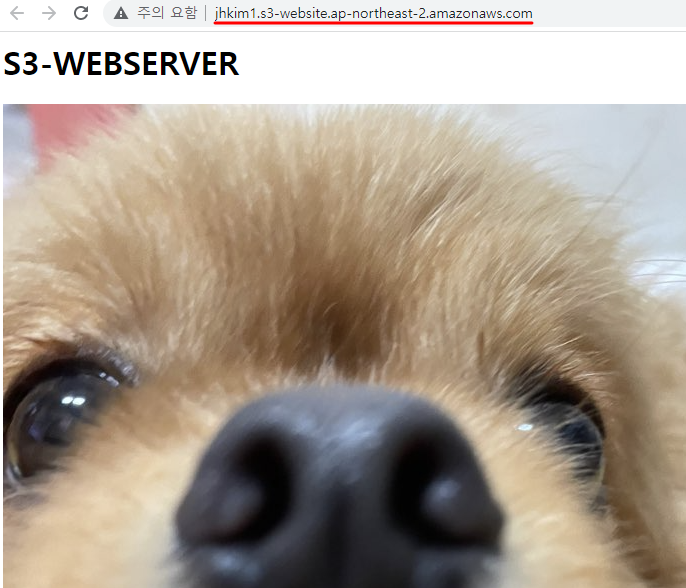 주의 요함 | jhkim1.s3-website.ap-northeast-2.amazonaws.com
S3-WEBSERVER